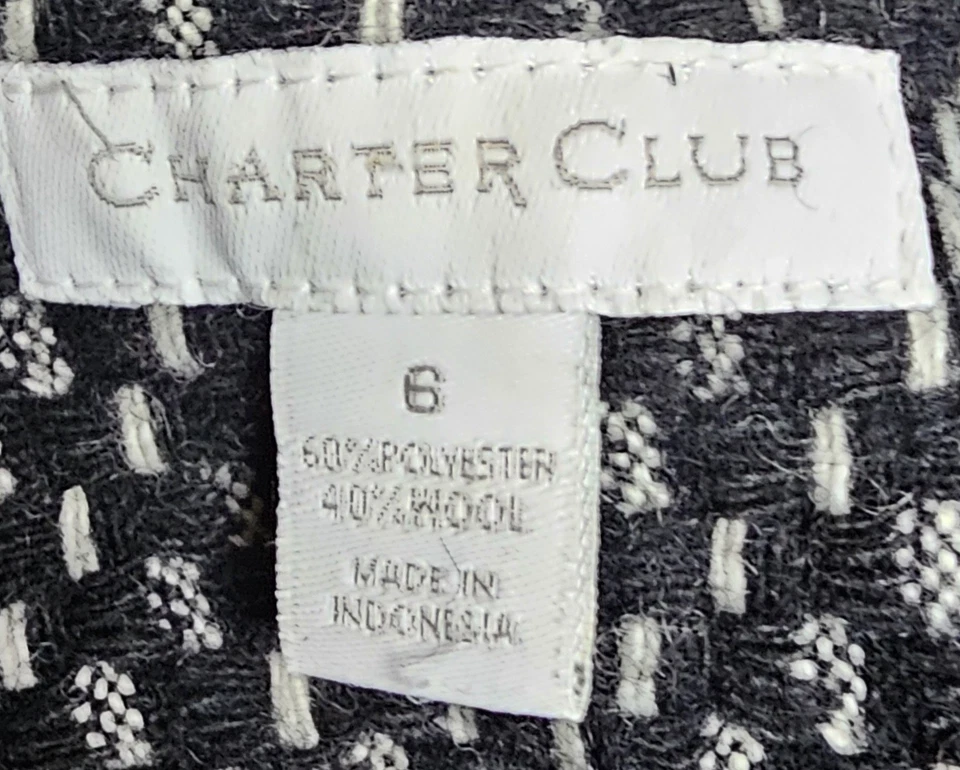 CHARTER CLUB
6
60% POLYESTER
40% WOOL
MADE IN
INDONESIA